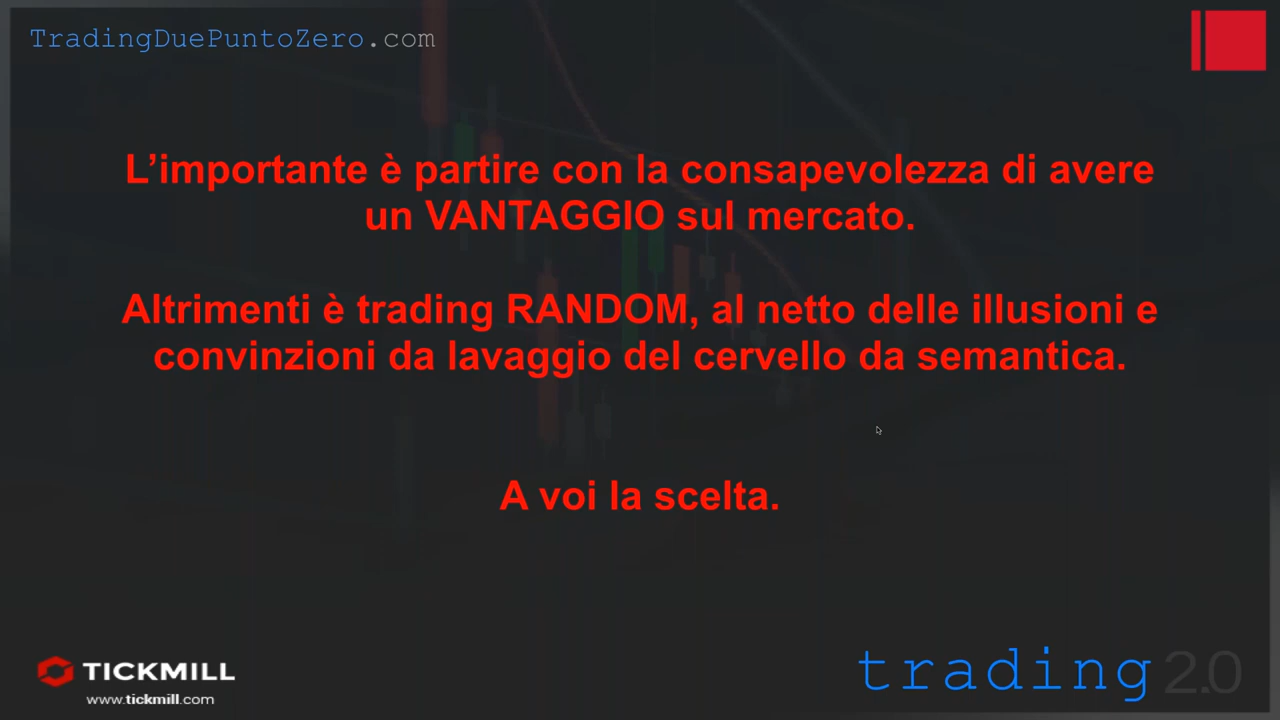 TradingDuePuntoZero.com
L’importante è partire con la consapevolezza di avere
un VANTAGGIO sul mercato.
Altrimenti è trading RANDOM, al netto delle illusioni e
convinzioni da lavaggio del cervello da semantica.
A voi la scelta.
TICKMILL
www.tickmill.com
trading 2.0